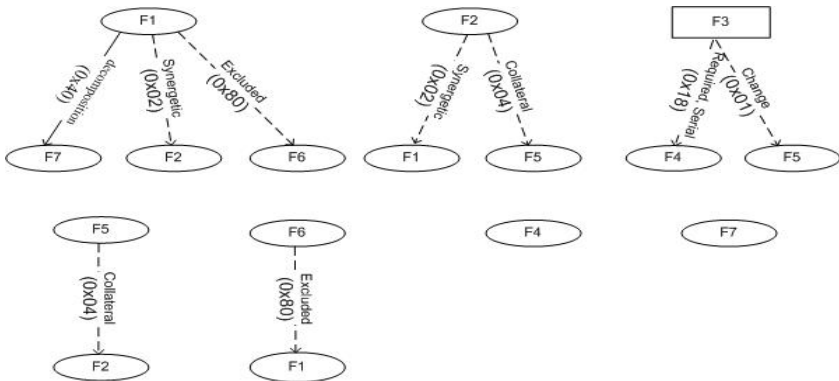 F1
decomposition
(0x40)
Synergetic
(0x02)
Excluded
(0x80)
F7
F2
F6
F2
Synergetic
(0x02)
Collateral
(0x04)
F1
F5
F3
Required, Serial
(0x18)
Change
(0x01)
F4
F5
F5
Collateral
(0x04)
F2
F6
Excluded
(0x80)
F1
F4
F7